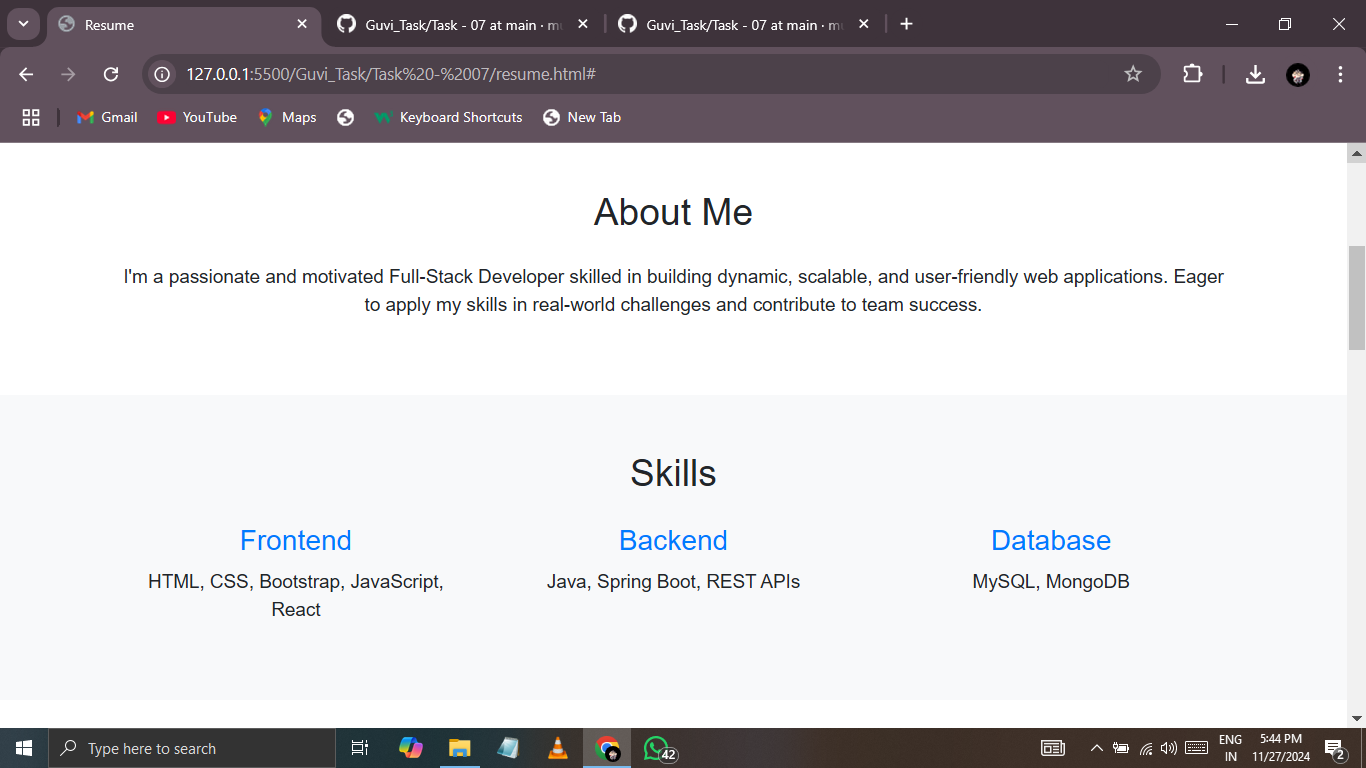 Resume
Guvi_Task/Task - 07 at main ·
Guvi_Task/Task - 07 at main ·
127.0.0.1:5500/Guvi_Task/Task%20-%2007/resume.html#
Gmail
YouTube
Maps
Keyboard Shortcuts
New Tab
About Me
I'm a passionate and motivated Full-Stack Developer skilled in building dynamic, scalable, and user-friendly web applications. Eager
to apply my skills in real-world challenges and contribute to team success.
Skills
Frontend
HTML, CSS, Bootstrap, JavaScript,
React
Backend
Java, Spring Boot, REST APIs
Database
MySQL, MongoDB
Type here to search
42
ENG
IN
5:44 PM
11/27/2024
2